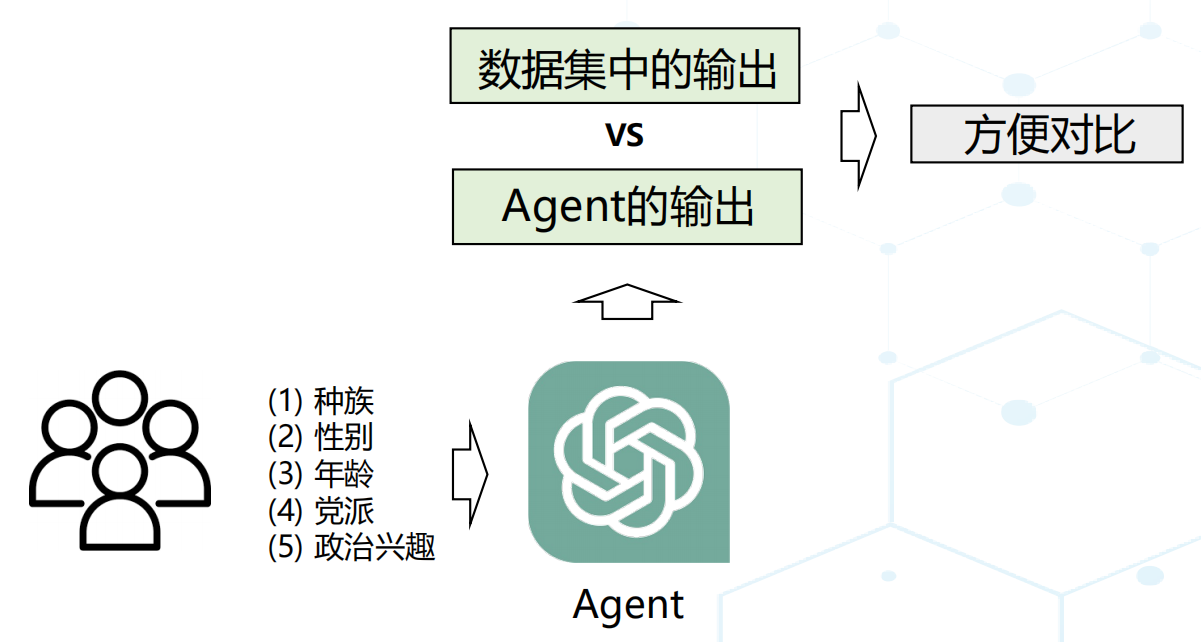 数据集中的输出
VS
Agent的输出
方便对比
(1) 种族
(2) 性别
(3) 年龄
(4) 党派
(5) 政治兴趣
Agent